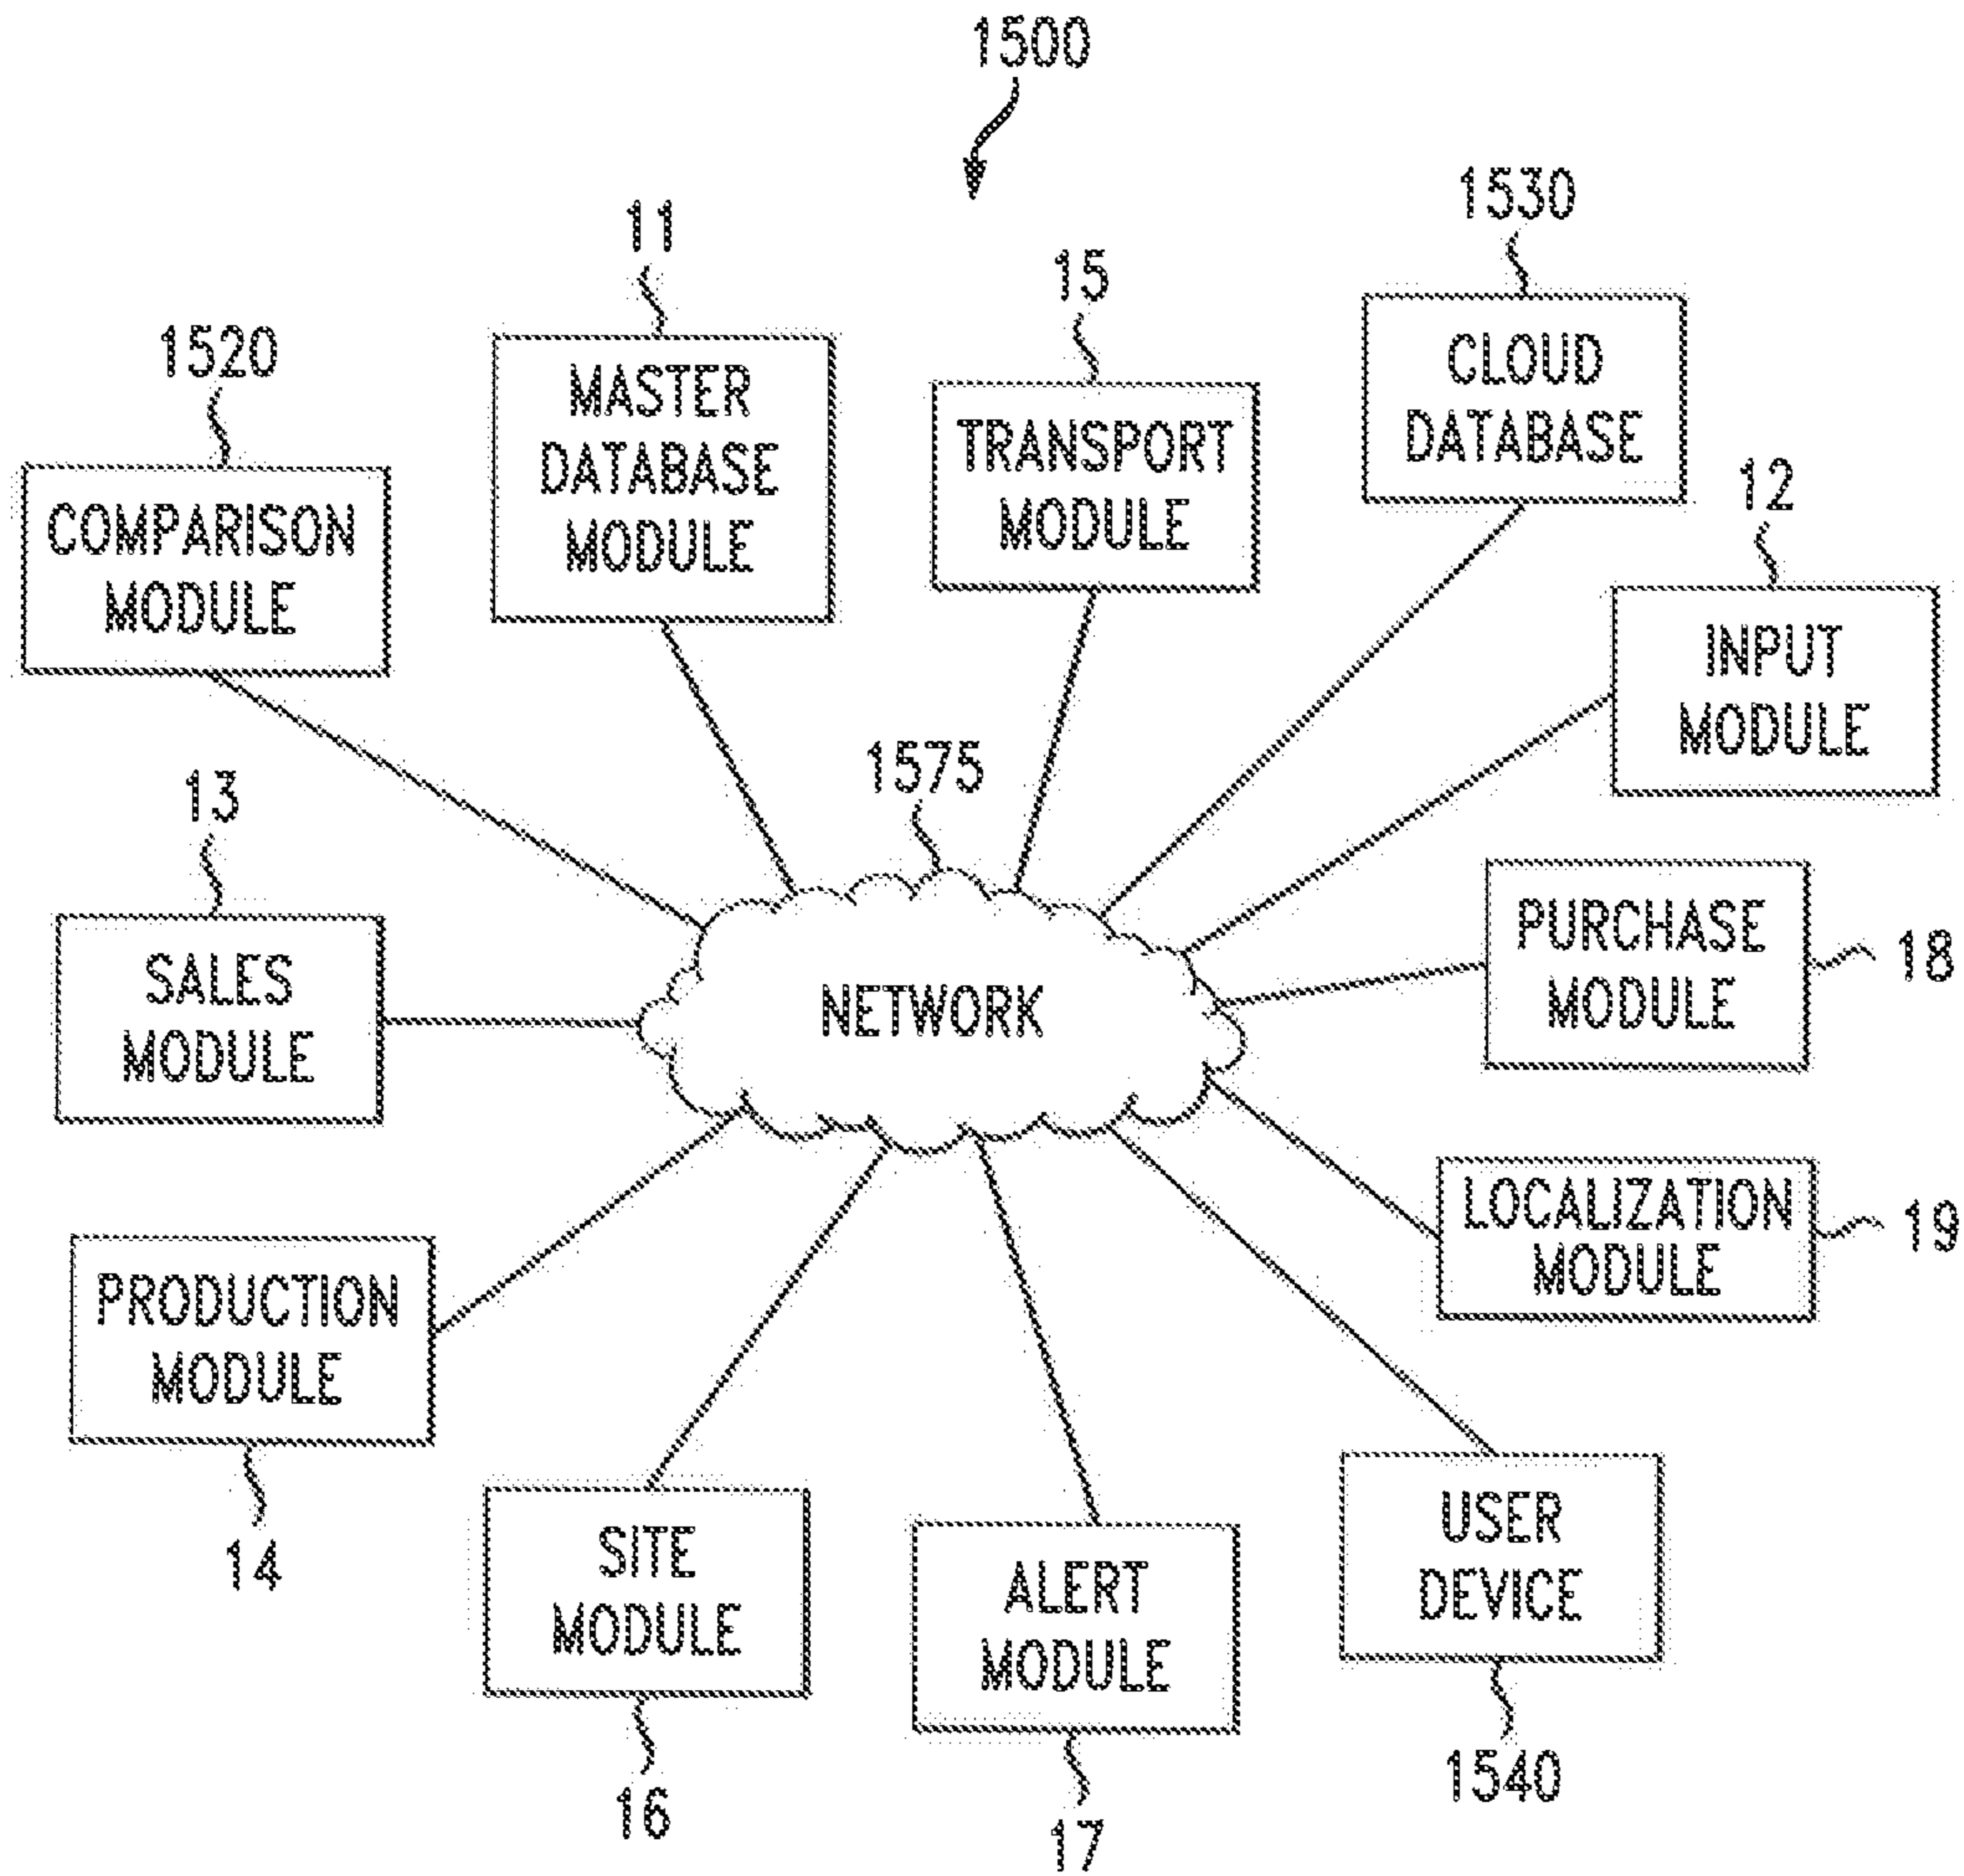 1500
1530
11
15
1520
CLOUD
DATABASE
MASTER
DATABASE
MODULE
TRANSPORT
MODULE
12
COMPARISON
MODULE
INPUT
MODULE
1575
13
PURCHASE
MODULE
18
SALES
MODULE
NETWORK
LOCALIZATION
MODULE
19
PRODUCTION
MODULE
14
USER
DEVICE
SITE
MODULE
ALERT
MODULE
1540
16
17